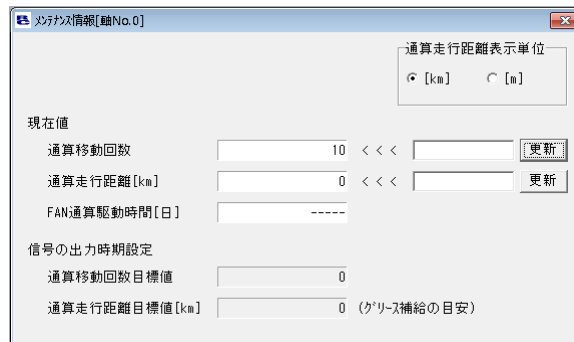 メンテナンス情報[軸No.0]
通算走行距離表示単位
[km] [m]
現在値
通算移動回数 10 <<< 更新
通算走行距離[km] 0 <<< 更新
FAN通算駆動時間[日] -----
信号の出力時期設定
通算移動回数目標値 0
通算走行距離目標値[km] 0 (グリース補給の目安)